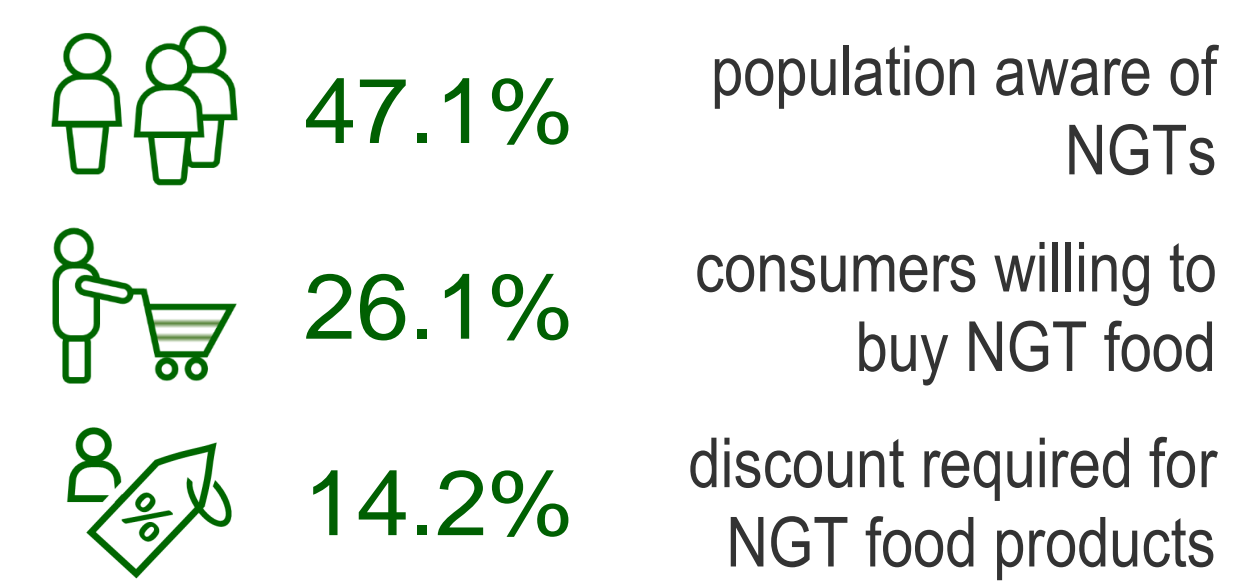 47.1%
population aware of
NGTs
26.1%
consumers willing to
buy NGT food
14.2%
discount required for
NGT food products